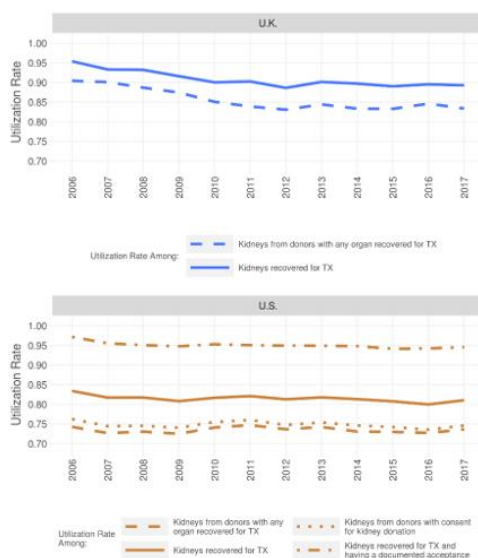 U.K.
Utilization Rate
1.00
0.95
0.90
0.85
0.80
0.75
0.70
2006 2007 2008 2009 2010 2011 2012 2013 2014 2015 2016 2017
Utilization Rate Among:
Kidneys from donors with any organ recovered for TX
Kidneys recovered for TX
U.S.
Utilization Rate
1.00
0.95
0.90
0.85
0.80
0.75
0.70
2006 2007 2008 2009 2010 2011 2012 2013 2014 2015 2016 2017
Utilization Rate
Among:
Kidneys from donors with any
organ recovered for TX
Kidneys recovered for TX
Kidneys from donors with consent
for kidney donation
Kidneys recovered for TX and
having a documented acceptance